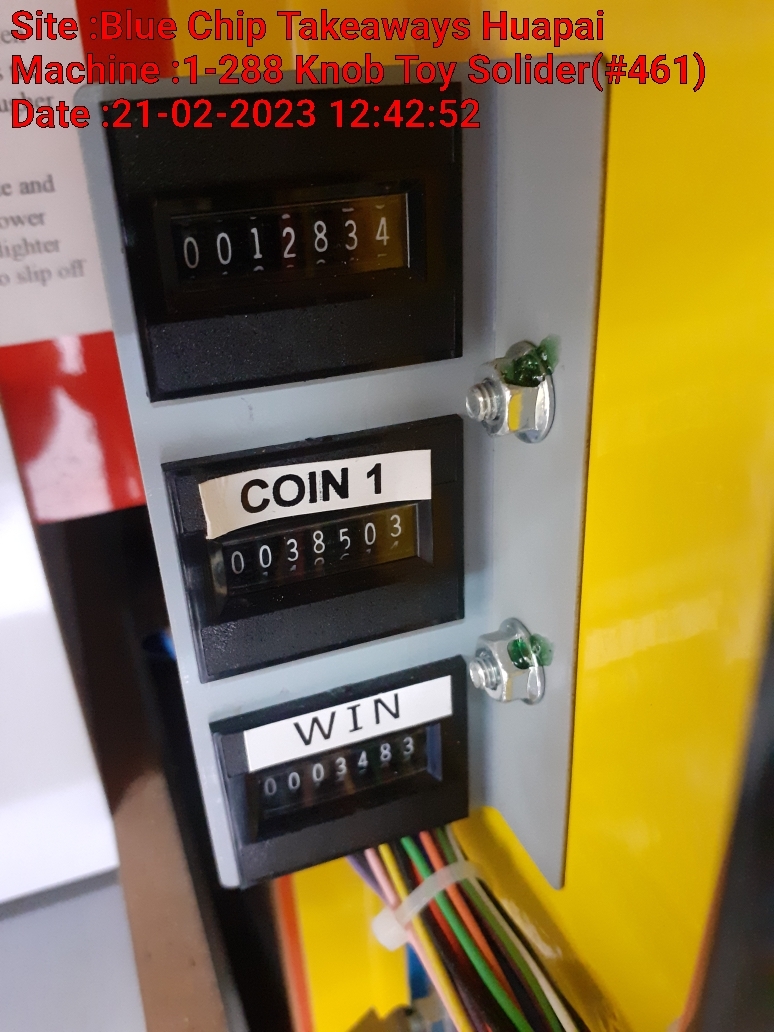 Site :Blue Chip Takeaways Huapai
Machine :1-288 Knob Toy Solider(#461)
Date :21-02-2023 12:42:52
e and
ower
lighter
o slip off
0012834
COIN 1
0038503
WIN
0003483